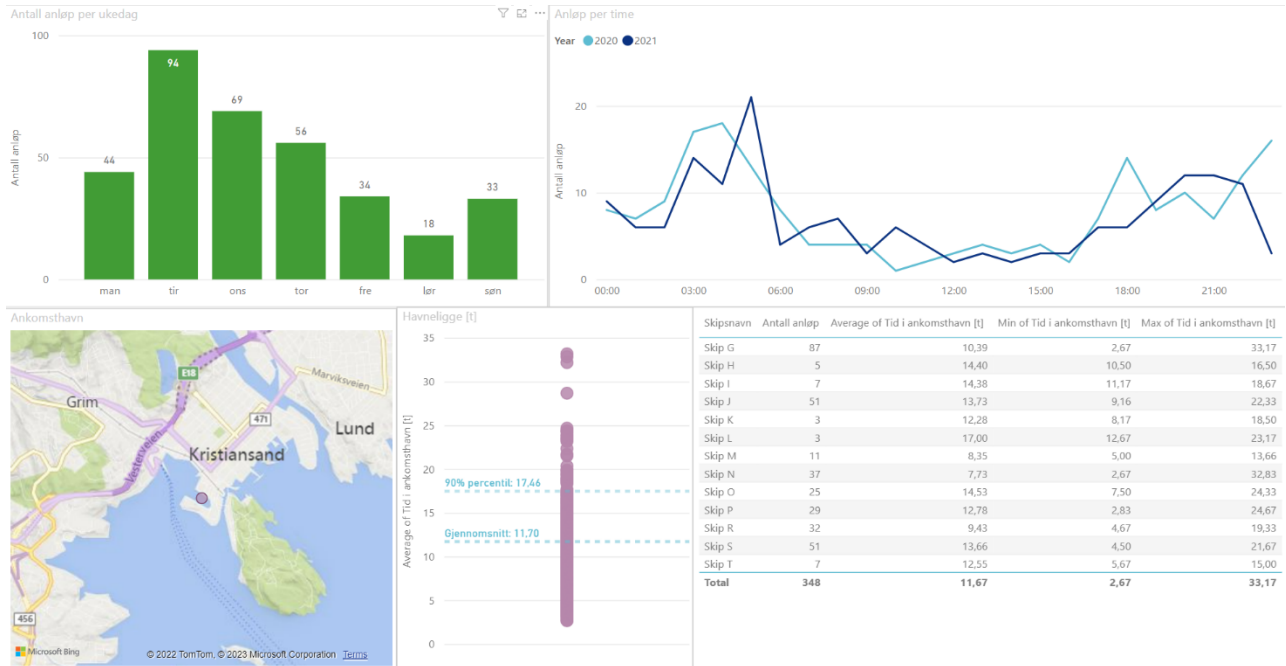 Antall anløp per ukedag
100
50
0
Antall anløp
44
94
69
56
34
18
33
man tir ons tor fre lør søn
Anløp per time
Year 2020 2021
20
10
0
Antall anløp
00:00 03:00 06:00 09:00 12:00 15:00 18:00 21:00
Ankomsthavn
E18
Marviksveien
Grim
471
Lund
Vesterveien
Kristiansand
456
Microsoft Bing
© 2022 TomTom, © 2023 Microsoft Corporation Terms
Havneligge [t]
35
30
25
20
15
10
5
0
Average of Tid i ankomsthavn [t]
90% percentil: 17,46
Gjennomsnitt: 11,70
Skipsnavn Antall anløp Average of Tid i ankomsthavn [t] Min of Tid i ankomsthavn [t] Max of Tid i ankomsthavn [t]
Skip G 87 10,39 2,67 33,17
Skip H 5 14,40 10,50 16,50
Skip I 7 14,38 11,17 18,67
Skip J 51 13,73 9,16 22,33
Skip K 3 12,28 8,17 18,50
Skip L 3 17,00 12,67 23,17
Skip M 11 8,35 5,00 13,66
Skip N 37 7,73 2,67 32,83
Skip O 25 14,53 7,50 24,33
Skip P 29 12,78 2,83 24,67
Skip R 32 9,43 4,67 19,33
Skip S 51 13,66 4,50 21,67
Skip T 7 12,55 5,67 15,00
Total 348 11,67 2,67 33,17